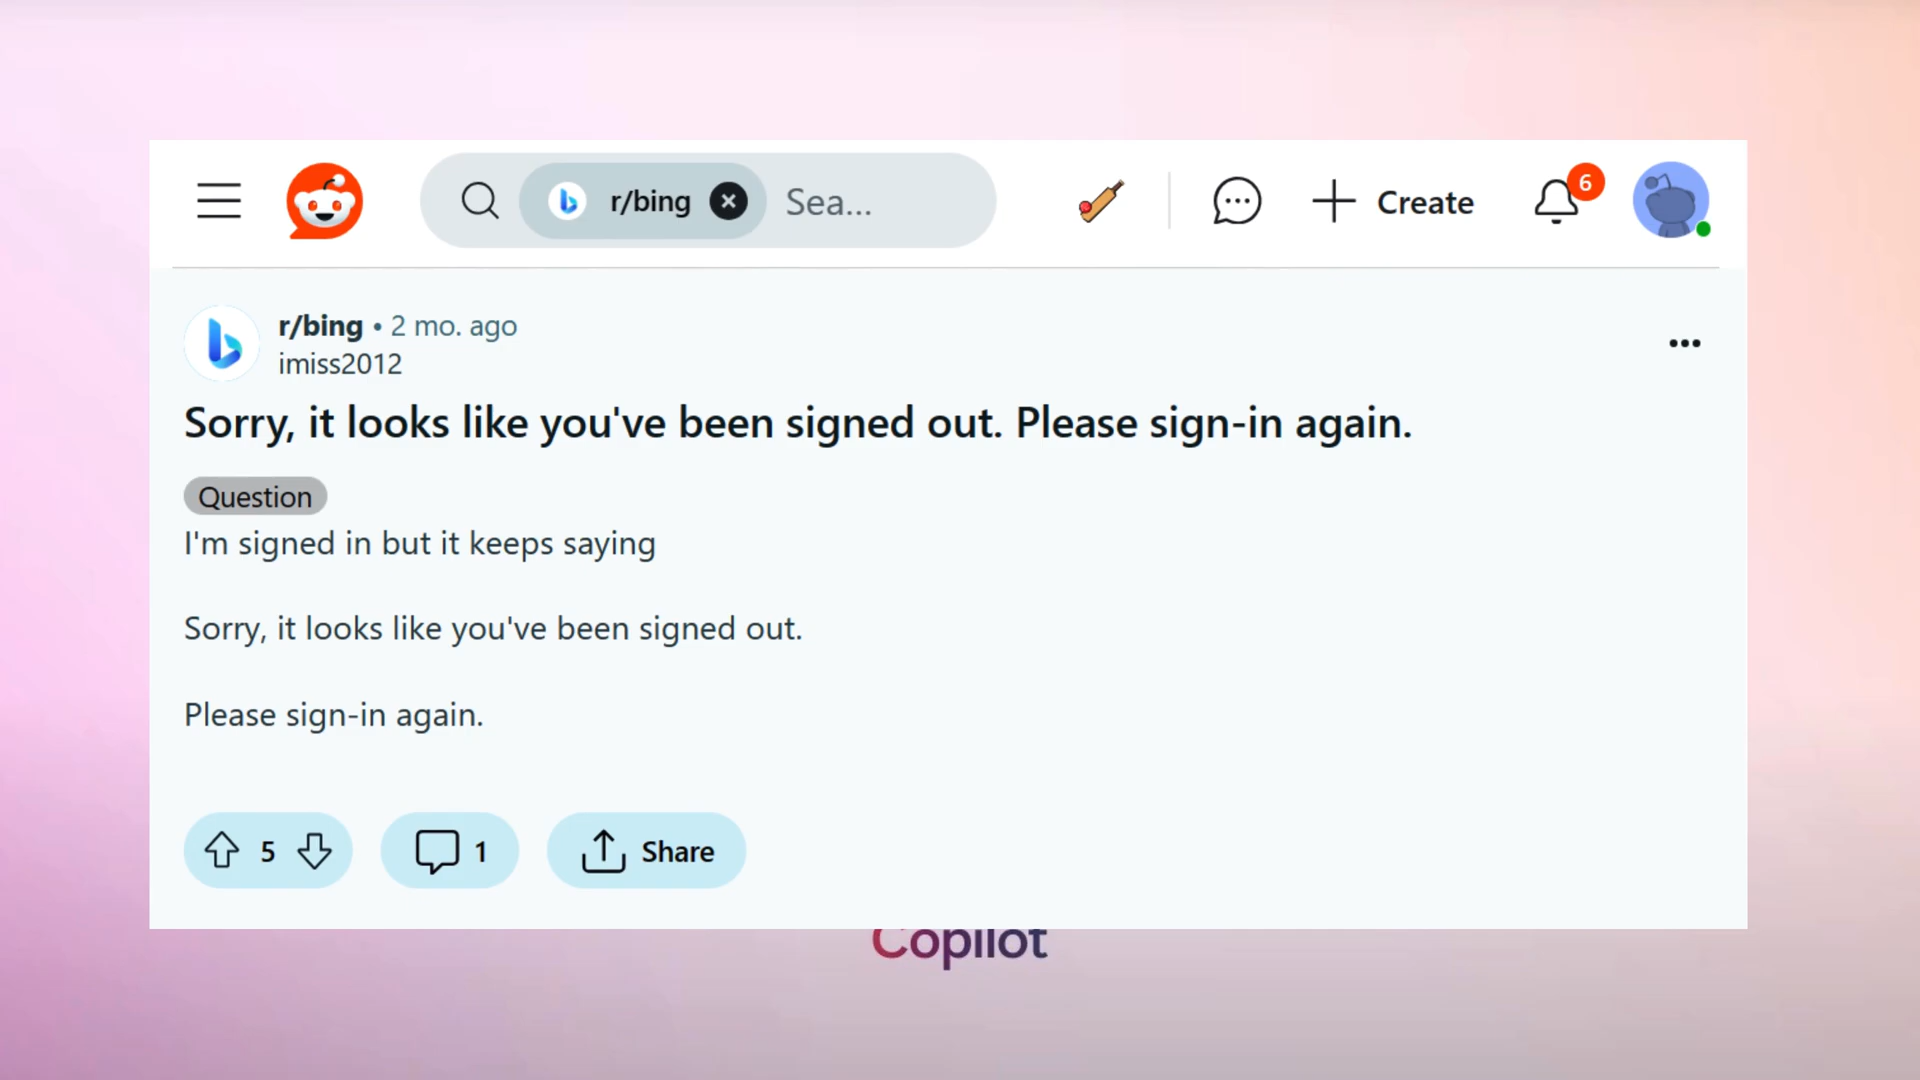 r/bing Sea... Create 6
r/bing • 2 mo. ago
imiss2012
Sorry, it looks like you've been signed out. Please sign-in again.
Question
I'm signed in but it keeps saying
Sorry, it looks like you've been signed out.
Please sign-in again.
5 1 Share
Copilot